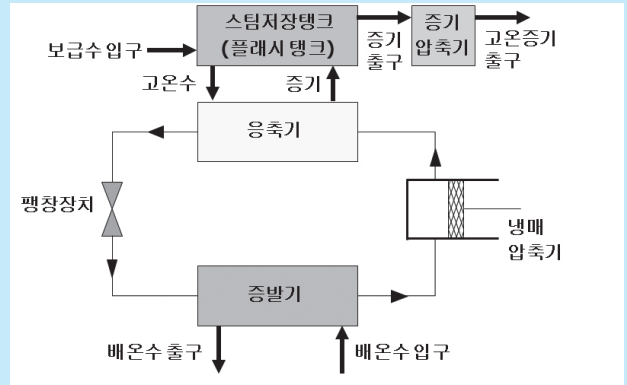 스팀저장탱크
(플래시 탱크)
증기
압축기
보급수 입구
증기
출구
고온증기
출구
고온수
증기
응축기
팽창장치
냉매
압축기
증발기
배온수 출구
배온수 입구